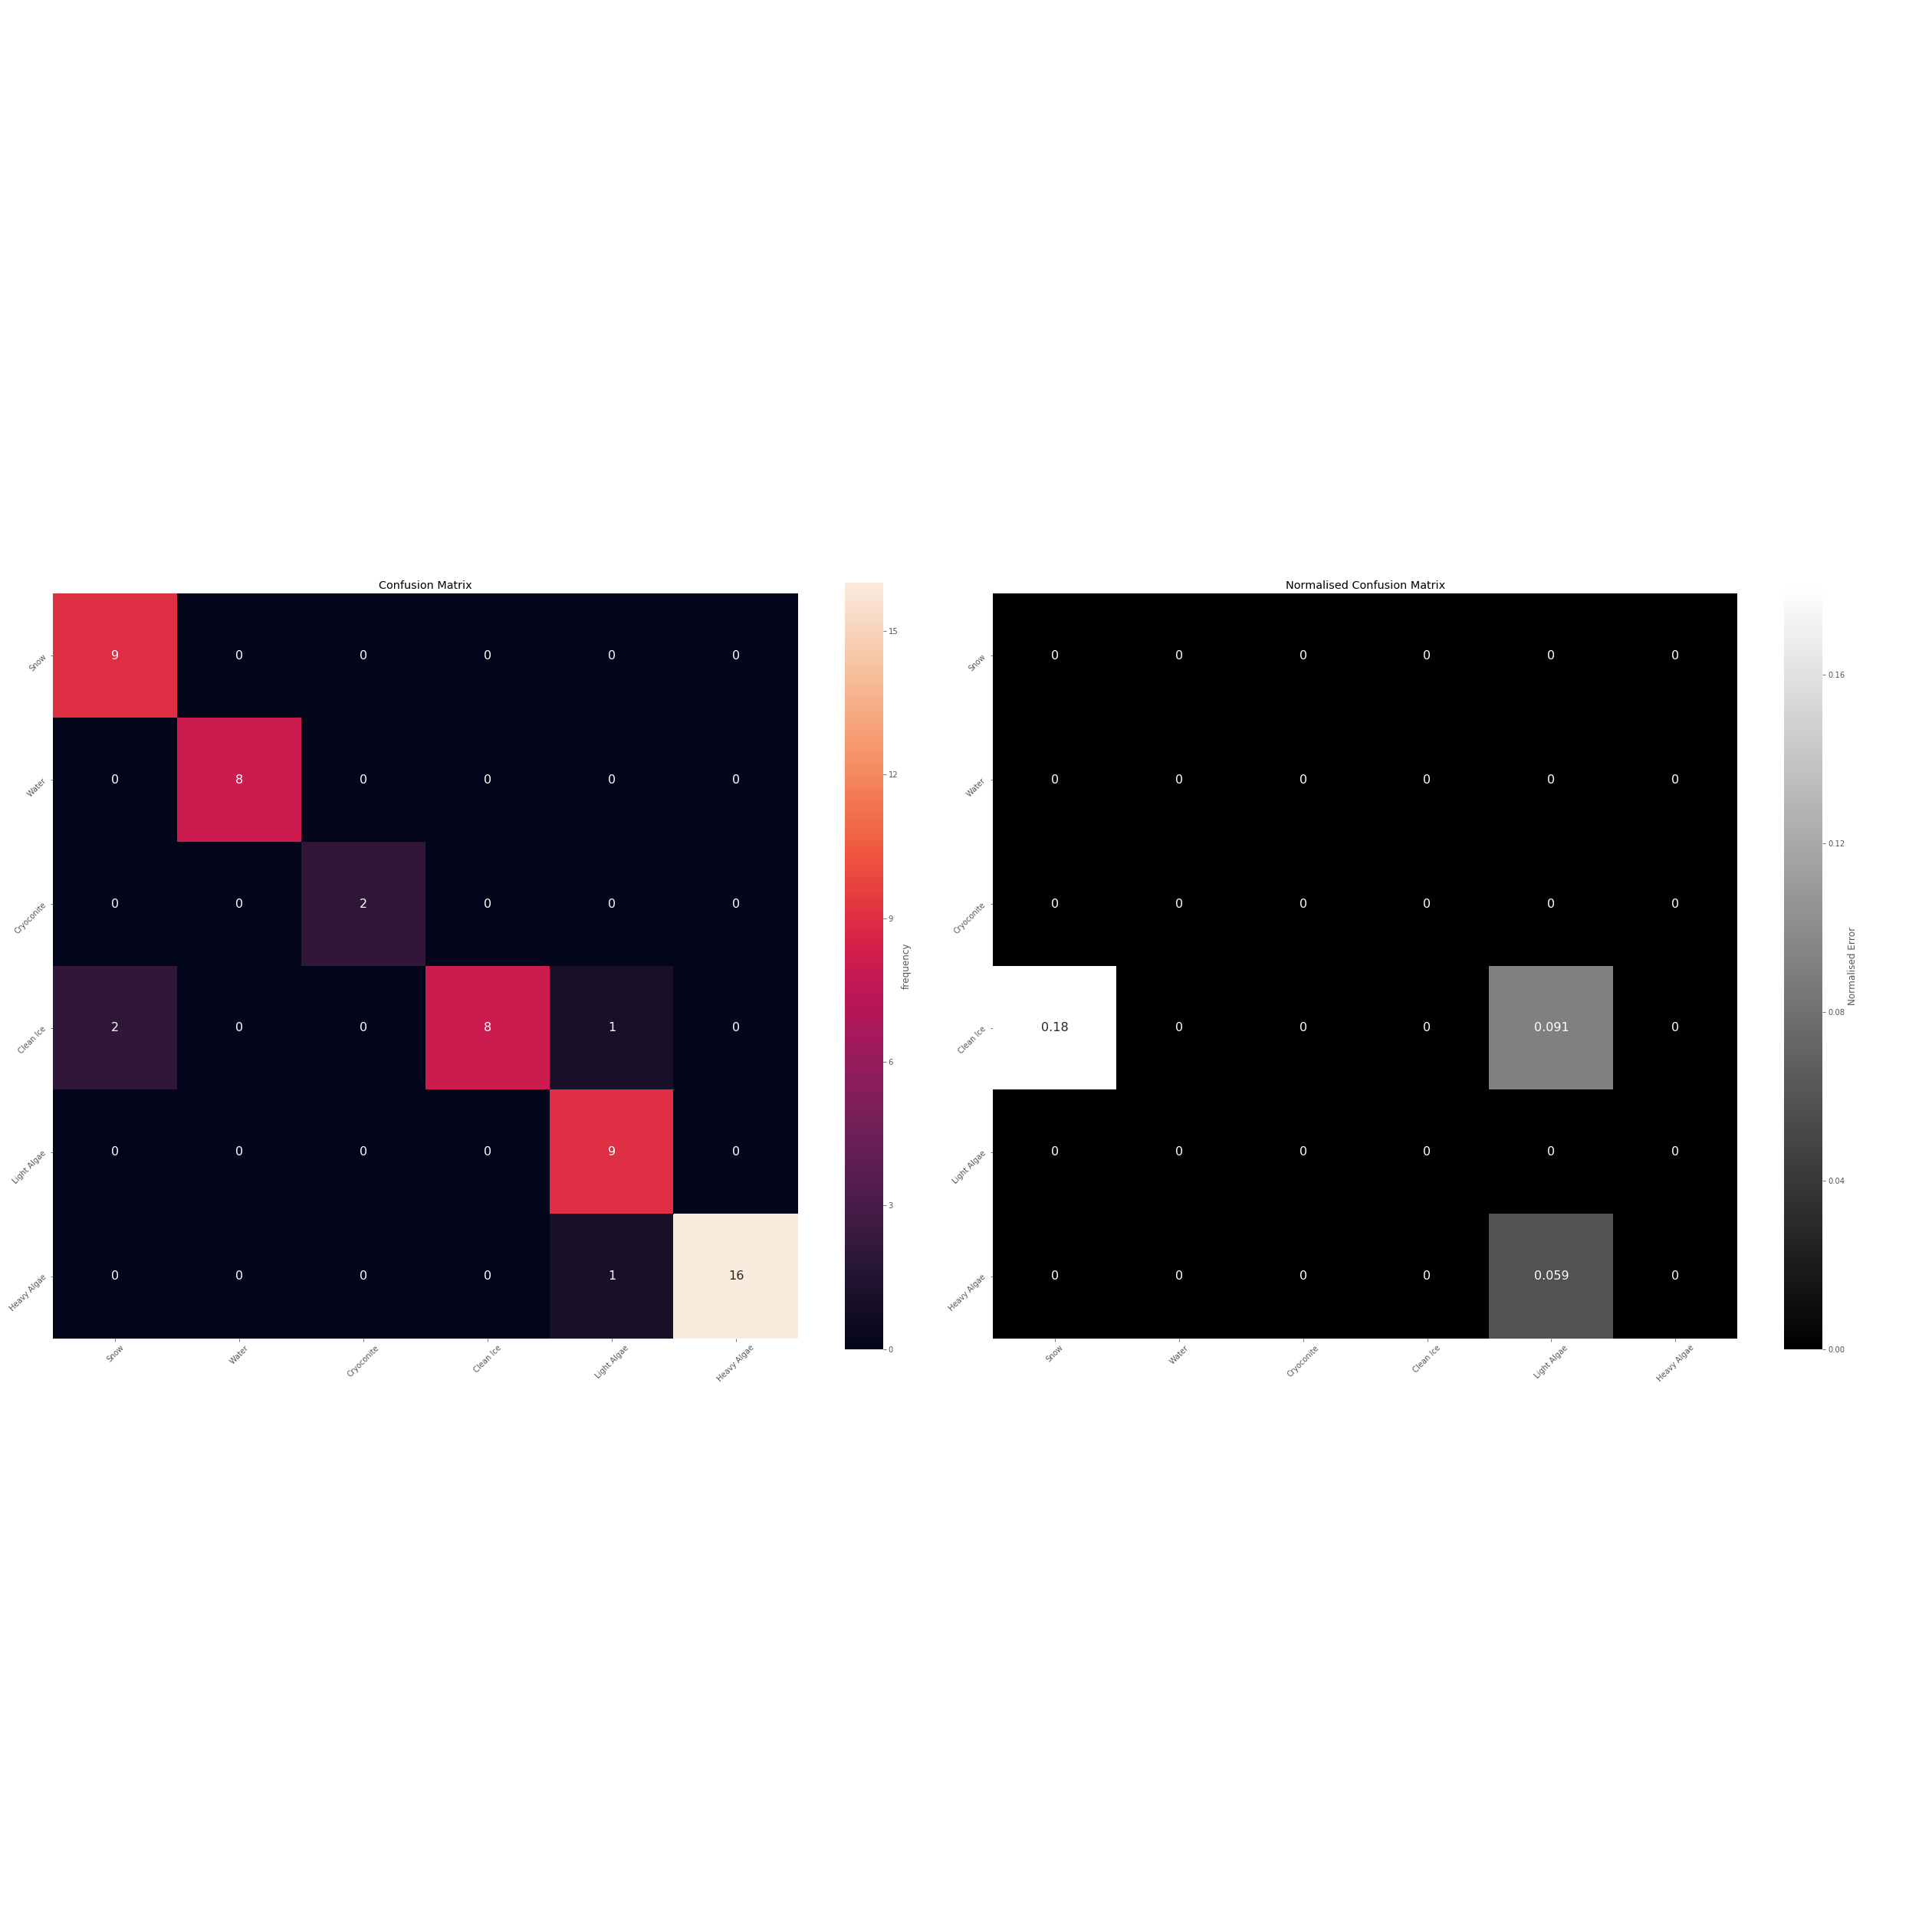 Confusion Matrix
Snow
Water
Cryoconite
Clean Ice
Light Algae
Heavy Algae
9 0 0 0 0 0
0 8 0 0 0 0
0 0 2 0 0 0
2 0 0 8 1 0
0 0 0 0 9 0
0 0 0 0 1 16
Snow Water Cryoconite Clean Ice Light Algae Heavy Algae
15
12
9
6
3
0
frequency
Normalised Confusion Matrix
Snow
Water
Cryoconite
Clean Ice
Light Algae
Heavy Algae
0 0 0 0 0 0
0 0 0 0 0 0
0 0 0 0 0 0
0.18 0 0 0 0.091 0
0 0 0 0 0 0
0 0 0 0 0.059 0
Snow Water Cryoconite Clean Ice Light Algae Heavy Algae
0.16
0.12
0.08
0.04
0.00
Normalised Error